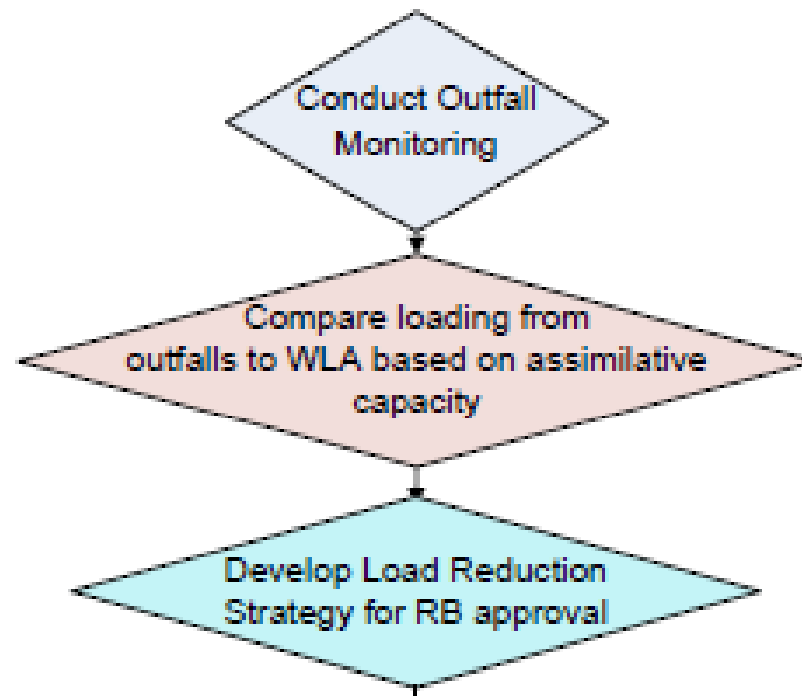 Conduct Outfall
Monitoring
Compare loading from
outfalls to WLA based on assimilative
capacity
Develop Load Reduction
Strategy for RB approval